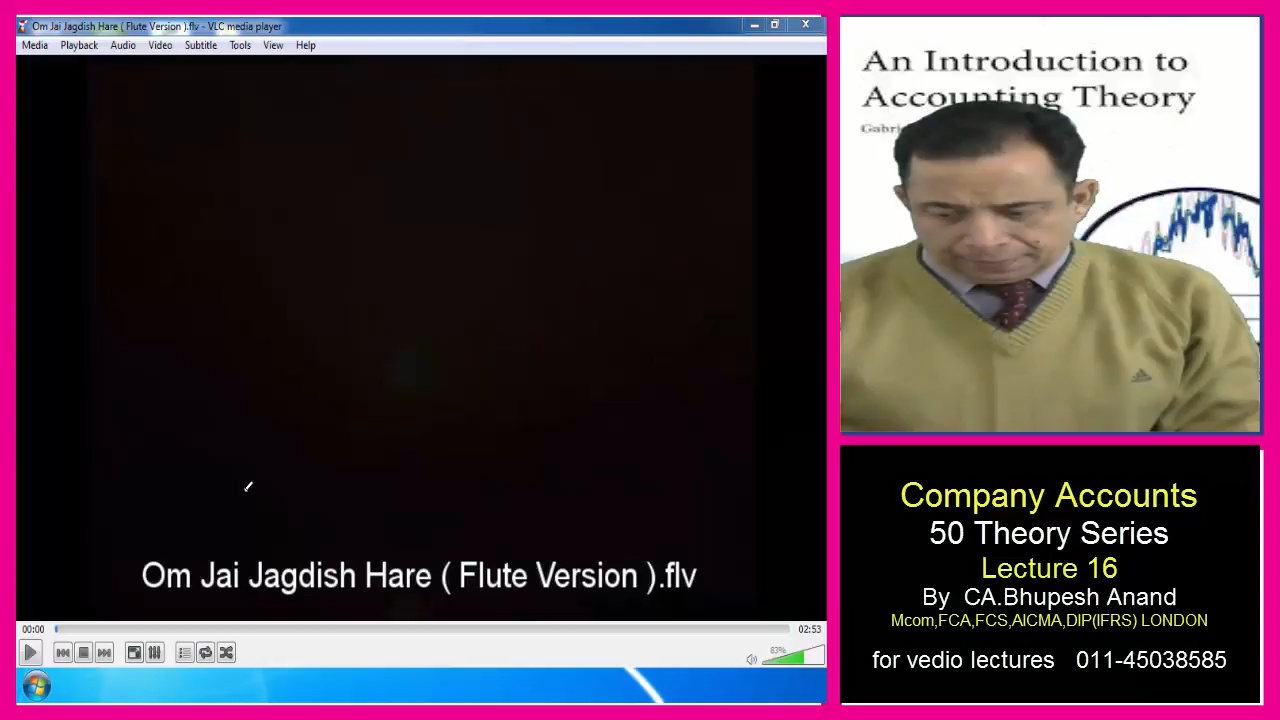 Om Jai Jagdish Hare ( Flute Version ).flv - VLC media player
Media Playback Audio Video Subtitle Tools View Help
Om Jai Jagdish Hare ( Flute Version ).flv
00:00 02:53
83%
An Introduction to
Accounting Theory
Company Accounts
50 Theory Series
Lecture 16
By CA.Bhupesh Anand
Mcom,FCA,FCS,AICMA,DIP(IFRS) LONDON
for vedio lectures 011-45038585